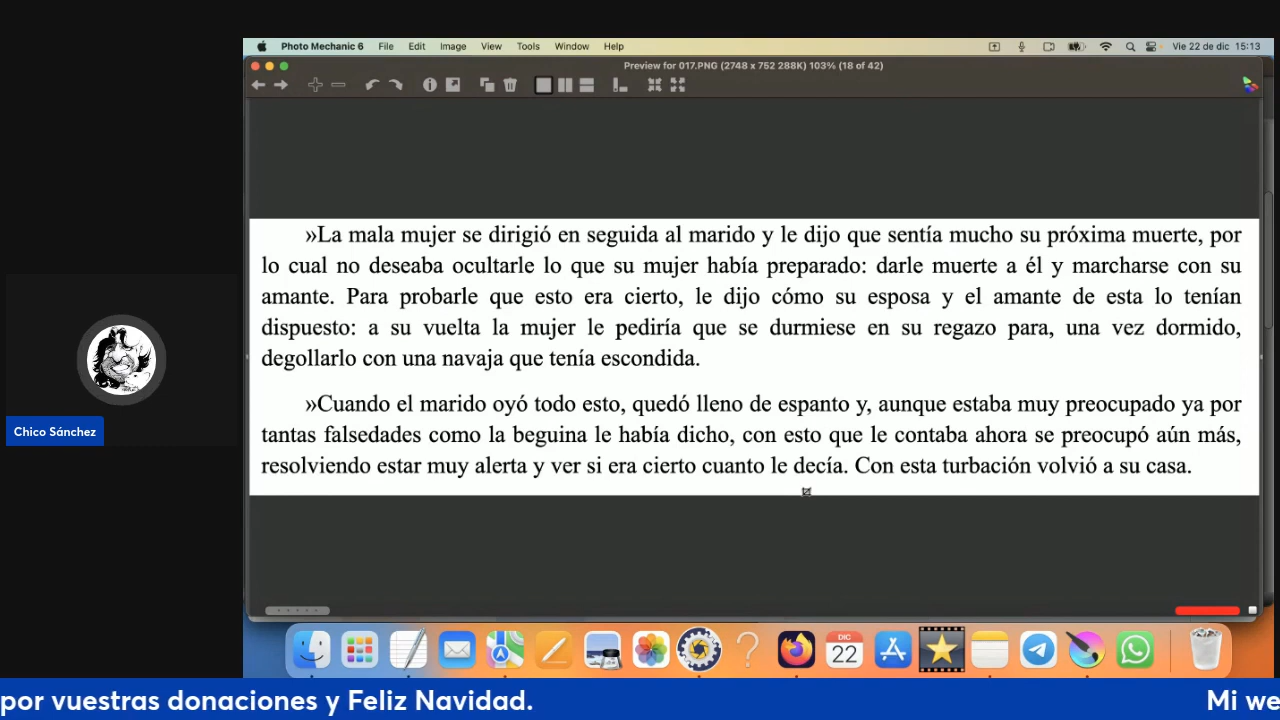 Photo Mechanic 6 File Edit Image View Tools Window Help Vie 22 de dic 15:13
Preview for 017.PNG (2748 x 752 288K) 103% (18 of 42)
»La mala mujer se dirigió en seguida al marido y le dijo que sentía mucho su próxima muerte, por
lo cual no deseaba ocultarle lo que su mujer había preparado: darle muerte a él y marcharse con su
amante. Para probarle que esto era cierto, le dijo cómo su esposa y el amante de esta lo tenían
dispuesto: a su vuelta la mujer le pediría que se durmiese en su regazo para, una vez dormido,
degollarlo con una navaja que tenía escondida.
»Cuando el marido oyó todo esto, quedó lleno de espanto y, aunque estaba muy preocupado ya por
tantas falsedades como la beguina le había dicho, con esto que le contaba ahora se preocupó aún más,
resolviendo estar muy alerta y ver si era cierto cuanto le decía. Con esta turbación volvió a su casa.
Chico Sánchez
DIC
22
por vuestras donaciones y Feliz Navidad. Mi we